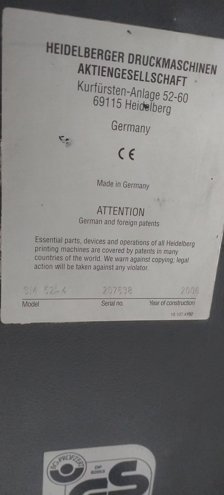 HEIDELBERGER DRUCKMASCHINEN
AKTIENGESELLSCHAFT
Kurfürsten-Anlage 52-60
69115 Heidelberg
Germany
CE
Made in Germany
ATTENTION
German and foreign patents
Essential parts, devices and operations of all Heidelberg
printing machines are covered by patents in many
countries of the world. We warn against copying; legal
action will be taken against any violator.
Model
Serial no.
Year of construction
GS